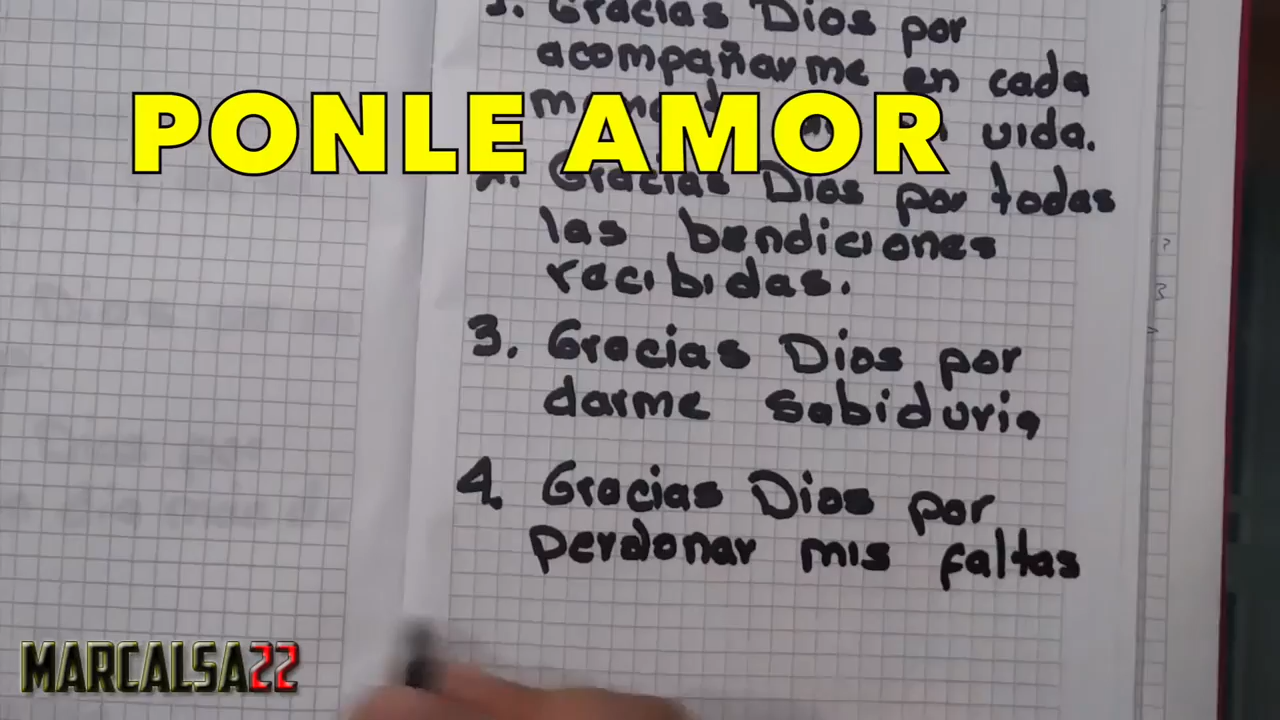 Gracias Dios por
acompañarme en cada
vida.
PONLE AMOR
Gracias Dios por todas
las bendiciones
recibidas.
3. Gracias Dios por
darme sabiduria
4. Gracias Dios por
perdonar mis faltas
MARCALSA22